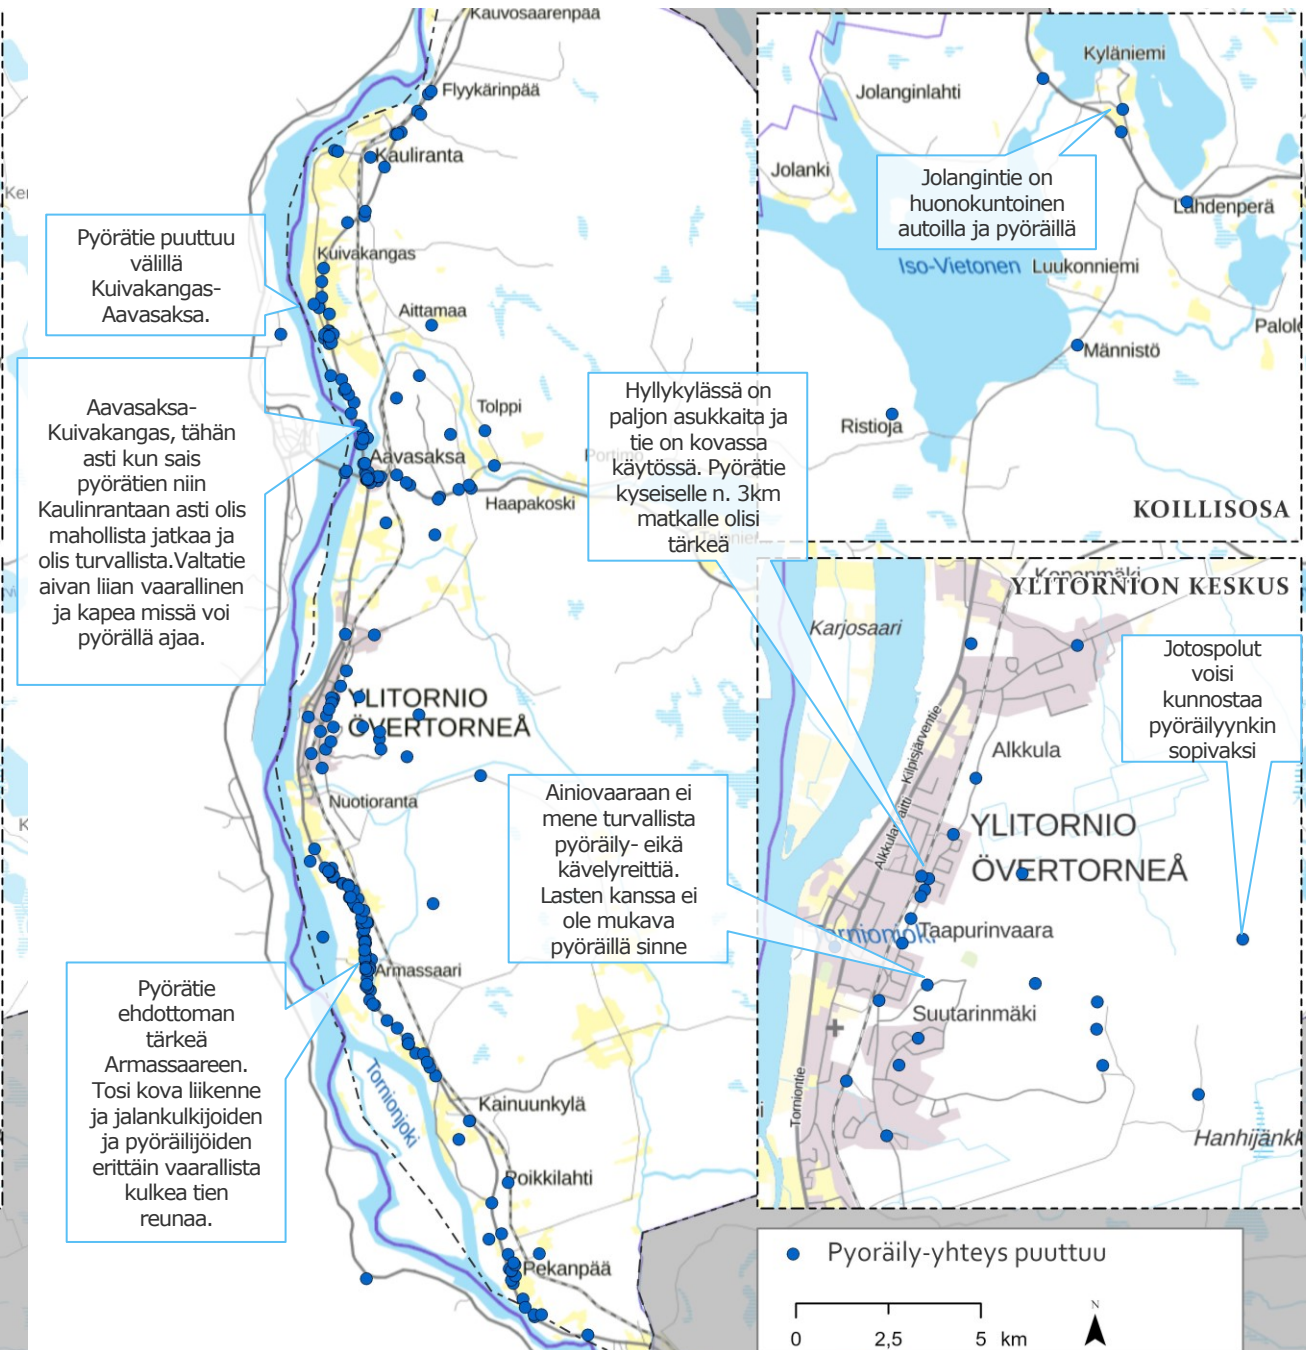 Kauvosaarenpää
Flyykärinpää
Kauliranta
Kuivakangas
Aittamaa
Tolppi
Aavasaksa
Portimo
Haapakoski
YLITORNIO
ÖVERTORNEÅ
Nuotioranta
Armassaari
Tornionjoki
Kainuunkylä
Poikkilahti
Pekanpää
Pyörätie puuttuu
välillä
Kuivakangas-
Aavasaksa.
Aavasaksa-
Kuivakangas, tähän
asti kun sais
pyörätien niin
Kaulinrantaan asti olis
mahollista jatkaa ja
olis turvallista.Valtatie
aivan liian vaarallinen
ja kapea missä voi
pyörällä ajaa.
Pyörätie
ehdottoman
tärkeä
Armassaareen.
Tosi kova liikenne
ja jalankulkijoiden
ja pyöräilijöiden
erittäin vaarallista
kulkea tien
reunaa.
Hyllykylässä on
paljon asukkaita ja
tie on kovassa
käytössä. Pyörätie
kyseiselle n. 3km
matkalle olisi
tärkeä
Ainiovaaraan ei
mene turvallista
pyöräily- eikä
kävelyreittiä.
Lasten kanssa ei
ole mukava
pyöräillä sinne
Kyläniemi
Jolanginlahti
Jolanki
Jolangintie on
huonokuntoinen
autoilla ja pyöräillä
Lahdenperä
Iso-Vietonen
Luukonniemi
Männistö
Ristioja
KOILLISOSA
YLITORNION KESKUS
Karjosaari
Jotospolut
voisi
kunnostaa
pyöräilyynkin
sopivaksi
Kilpisjärventie
Alkkula
YLITORNIO
ÖVERTORNEÅ
Tornionjoki
Taapurinvaara
Suutarinmäki
Torniontie
Pyoräily-yhteys puuttuu
0 2,5 5 km
N